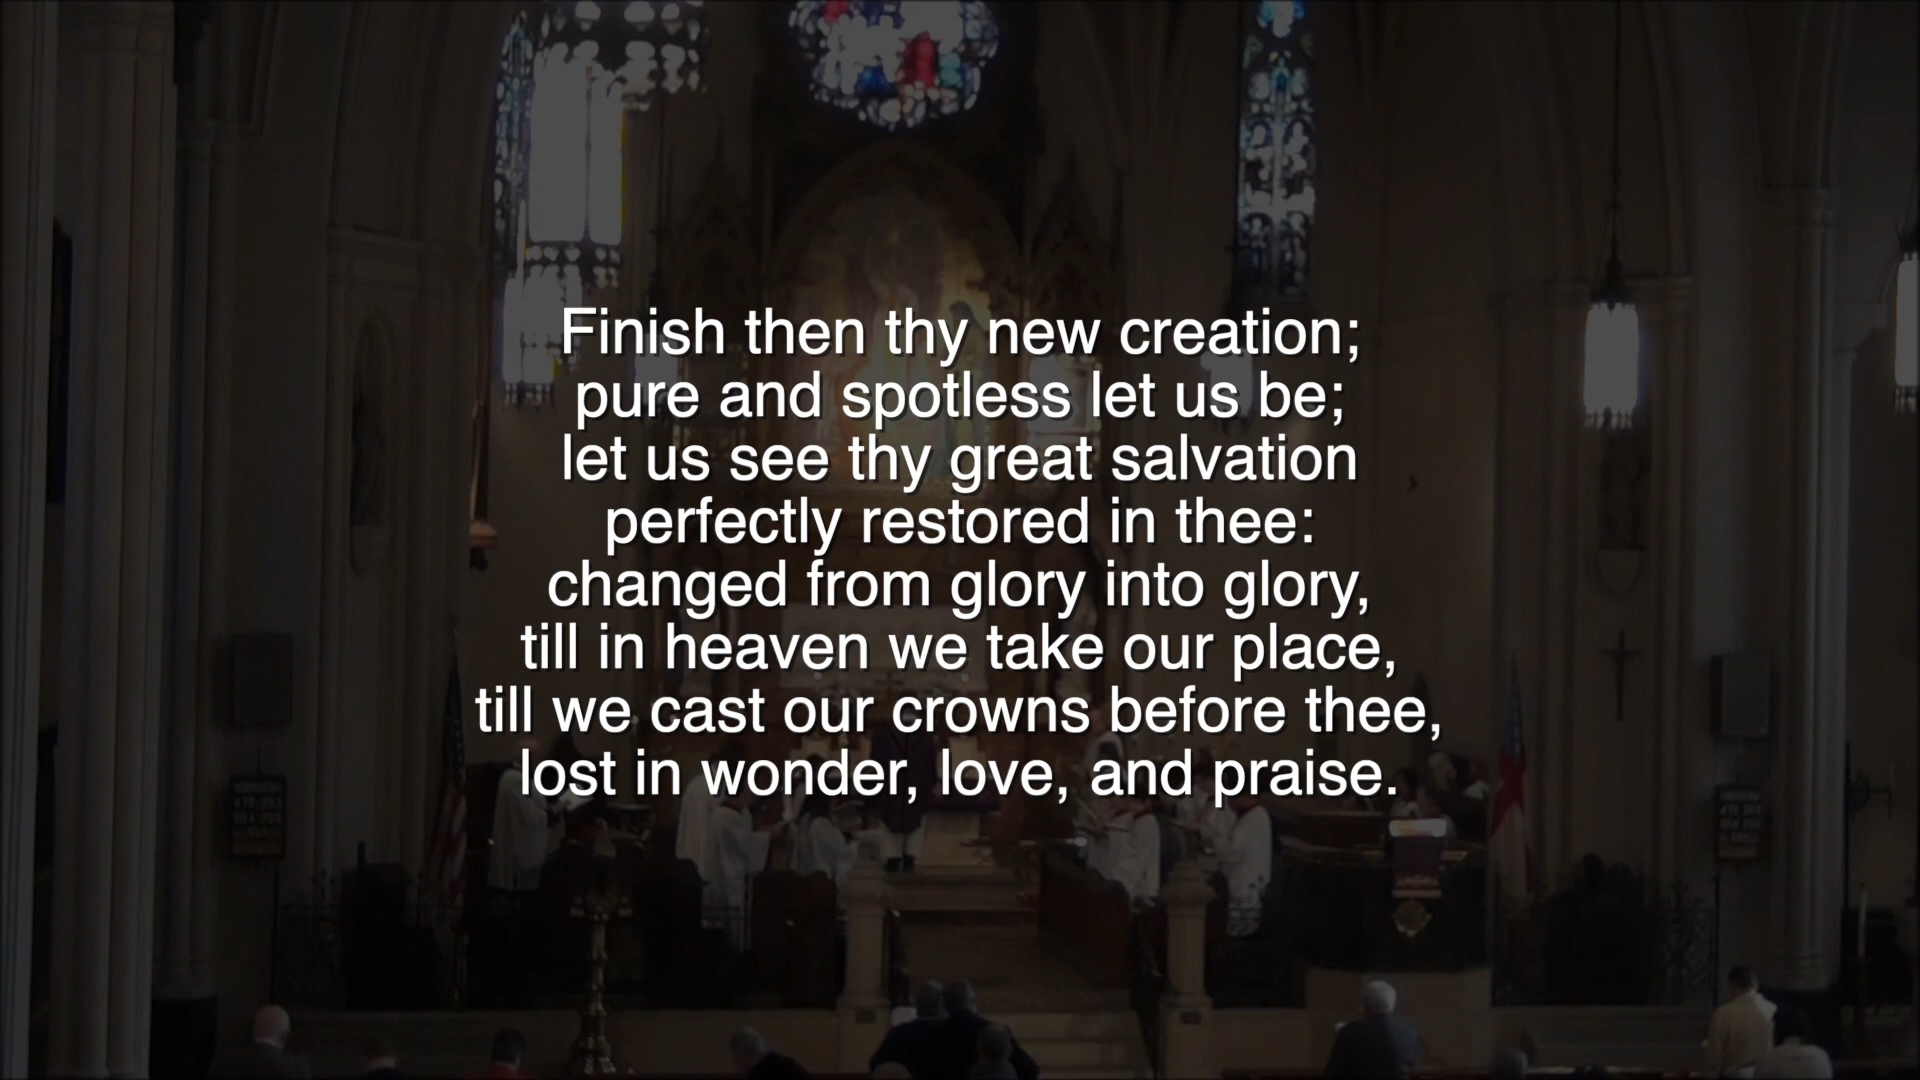 Finish then thy new creation;
pure and spotless let us be;
let us see thy great salvation
perfectly restored in thee:
changed from glory into glory,
till in heaven we take our place,
till we cast our crowns before thee,
lost in wonder, love, and praise.